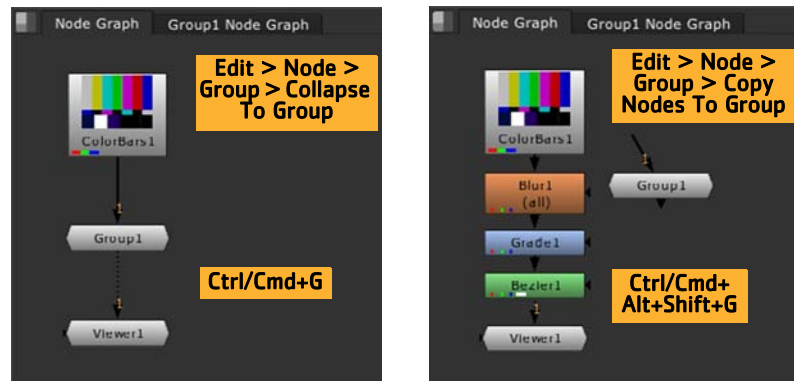 Node Graph
Group1 Node Graph
Edit > Node >
Group > Collapse
To Group
ColorBars1
1
Group1
Ctrl/Cmd+G
1
Viewer1
Node Graph
Group1 Node Graph
Edit > Node >
Group > Copy
Nodes To Group
ColorBars1
1
Blur1
(all)
Group1
Grade1
Bezier1
Ctrl/Cmd+
Alt+Shift+G
1
Viewer1